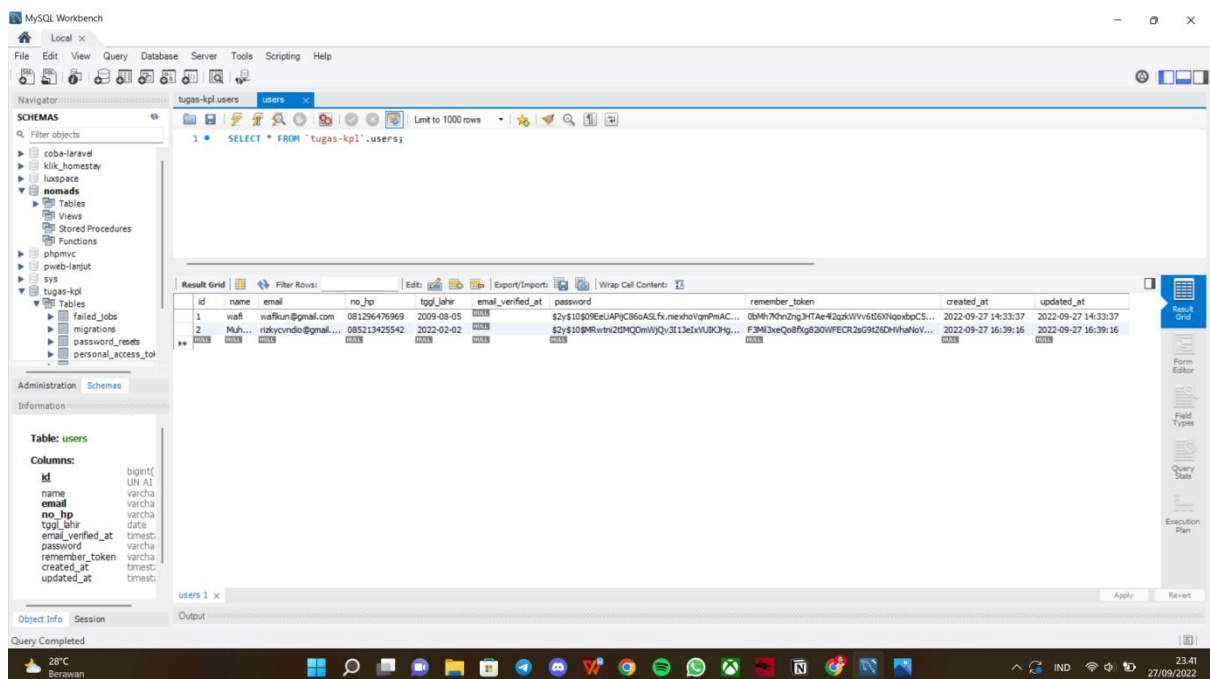 MySQL Workbench
Local
File Edit View Query Database Server Tools Scripting Help
Navigator
tugas-kpl.users users
SCHEMAS
Filter objects
Limit to 1000 rows
1 SELECT * FROM `tugas-kpl`.users;
coba-laravel
klik_homestay
luxspace
nomads
Tables
Views
Stored Procedures
Functions
phpmvc
pweb-lanjut
sys
tugas-kpl
Tables
failed_jobs
migrations
password_resets
personal_access_tok
Result Grid Filter Rows: Edit: Export/Import: Wrap Cell Content:
id name email no_hp tggl_lahir email_verified_at password remember_token created_at updated_at
1 wafi wafikun@gmail.com 081296476969 2009-08-05 NULL 2022-09-27 14:33:37 2022-09-27 14:33:37
2 Muh... rizkycvndio@gmail.... 085213425542 2022-02-02 NULL 2022-09-27 16:39:16 2022-09-27 16:39:16
NULL NULL NULL NULL NULL NULL NULL NULL NULL NULL
Result Grid
Form Editor
Field Types
Query Stats
Execution Plan
Administration Schemas
Information
Table: users
Columns:
id bigint(
UN AI
name varcha
email varcha
no_hp varcha
tggl_lahir date
email_verified_at timest
password varcha
remember_token varcha
created_at timest
updated_at timest
users 1 Apply Revert
Object Info Session Output
Query Completed
28°C
Berawan
IND
23.41
27/09/2022